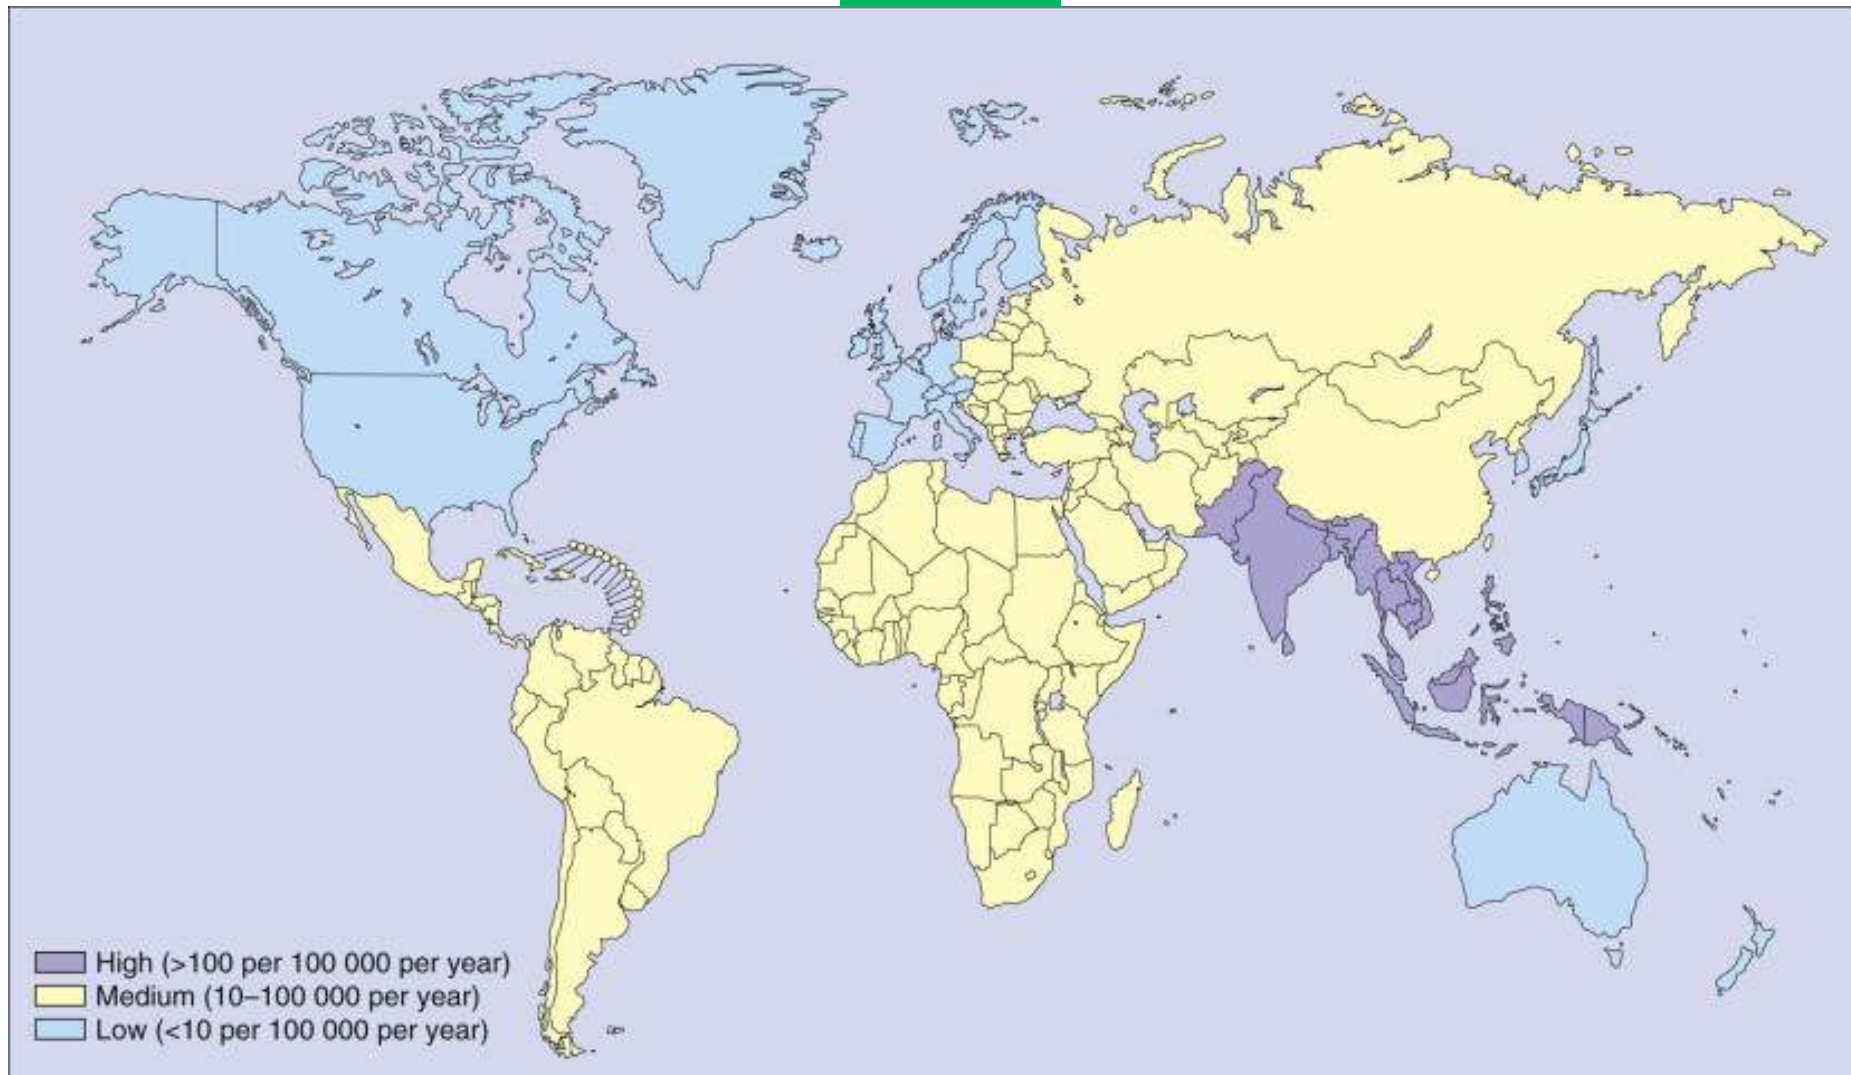 High (>100 per 100 000 per year)
Medium (10–100 000 per year)
Low (<10 per 100 000 per year)